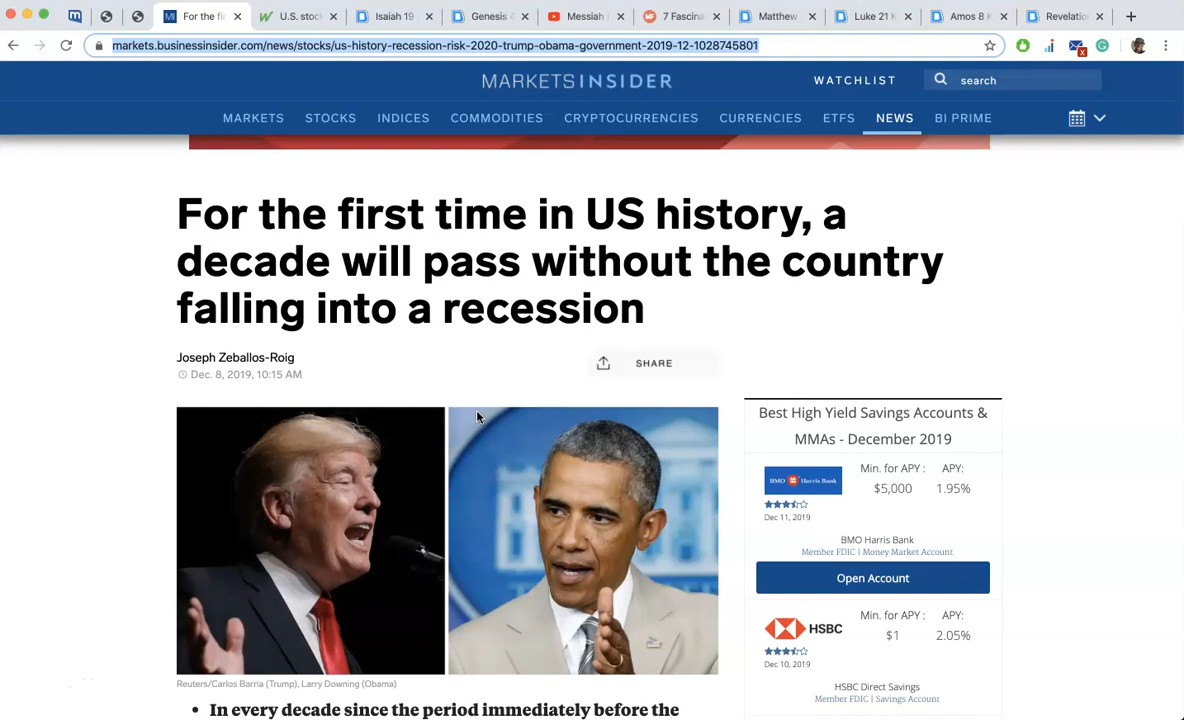 For the fi
U.S. stoc
Isaiah 19
Genesis 4
Messiah
7 Fascina
Matthew
Luke 21 K
Amos 8 K
Revelatio
markets.businessinsider.com/news/stocks/us-history-recession-risk-2020-trump-obama-government-2019-12-1028745801
MARKETS INSIDER
WATCHLIST
search
MARKETS STOCKS INDICES COMMODITIES CRYPTOCURRENCIES CURRENCIES ETFS NEWS BI PRIME
For the first time in US history, a
decade will pass without the country
falling into a recession
Joseph Zeballos-Roig
Dec. 8, 2019, 10:15 AM
SHARE
Reuters/Carlos Barria (Trump), Larry Downing (Obama)
• In every decade since the period immediately before the
Best High Yield Savings Accounts &
MMAs - December 2019
BMO Harris Bank
Min. for APY : APY:
$5,000 1.95%
Dec 11, 2019
BMO Harris Bank
Member FDIC | Money Market Account
Open Account
HSBC
Min. for APY : APY:
$1 2.05%
Dec 10, 2019
HSBC Direct Savings
Member FDIC | Savings Account